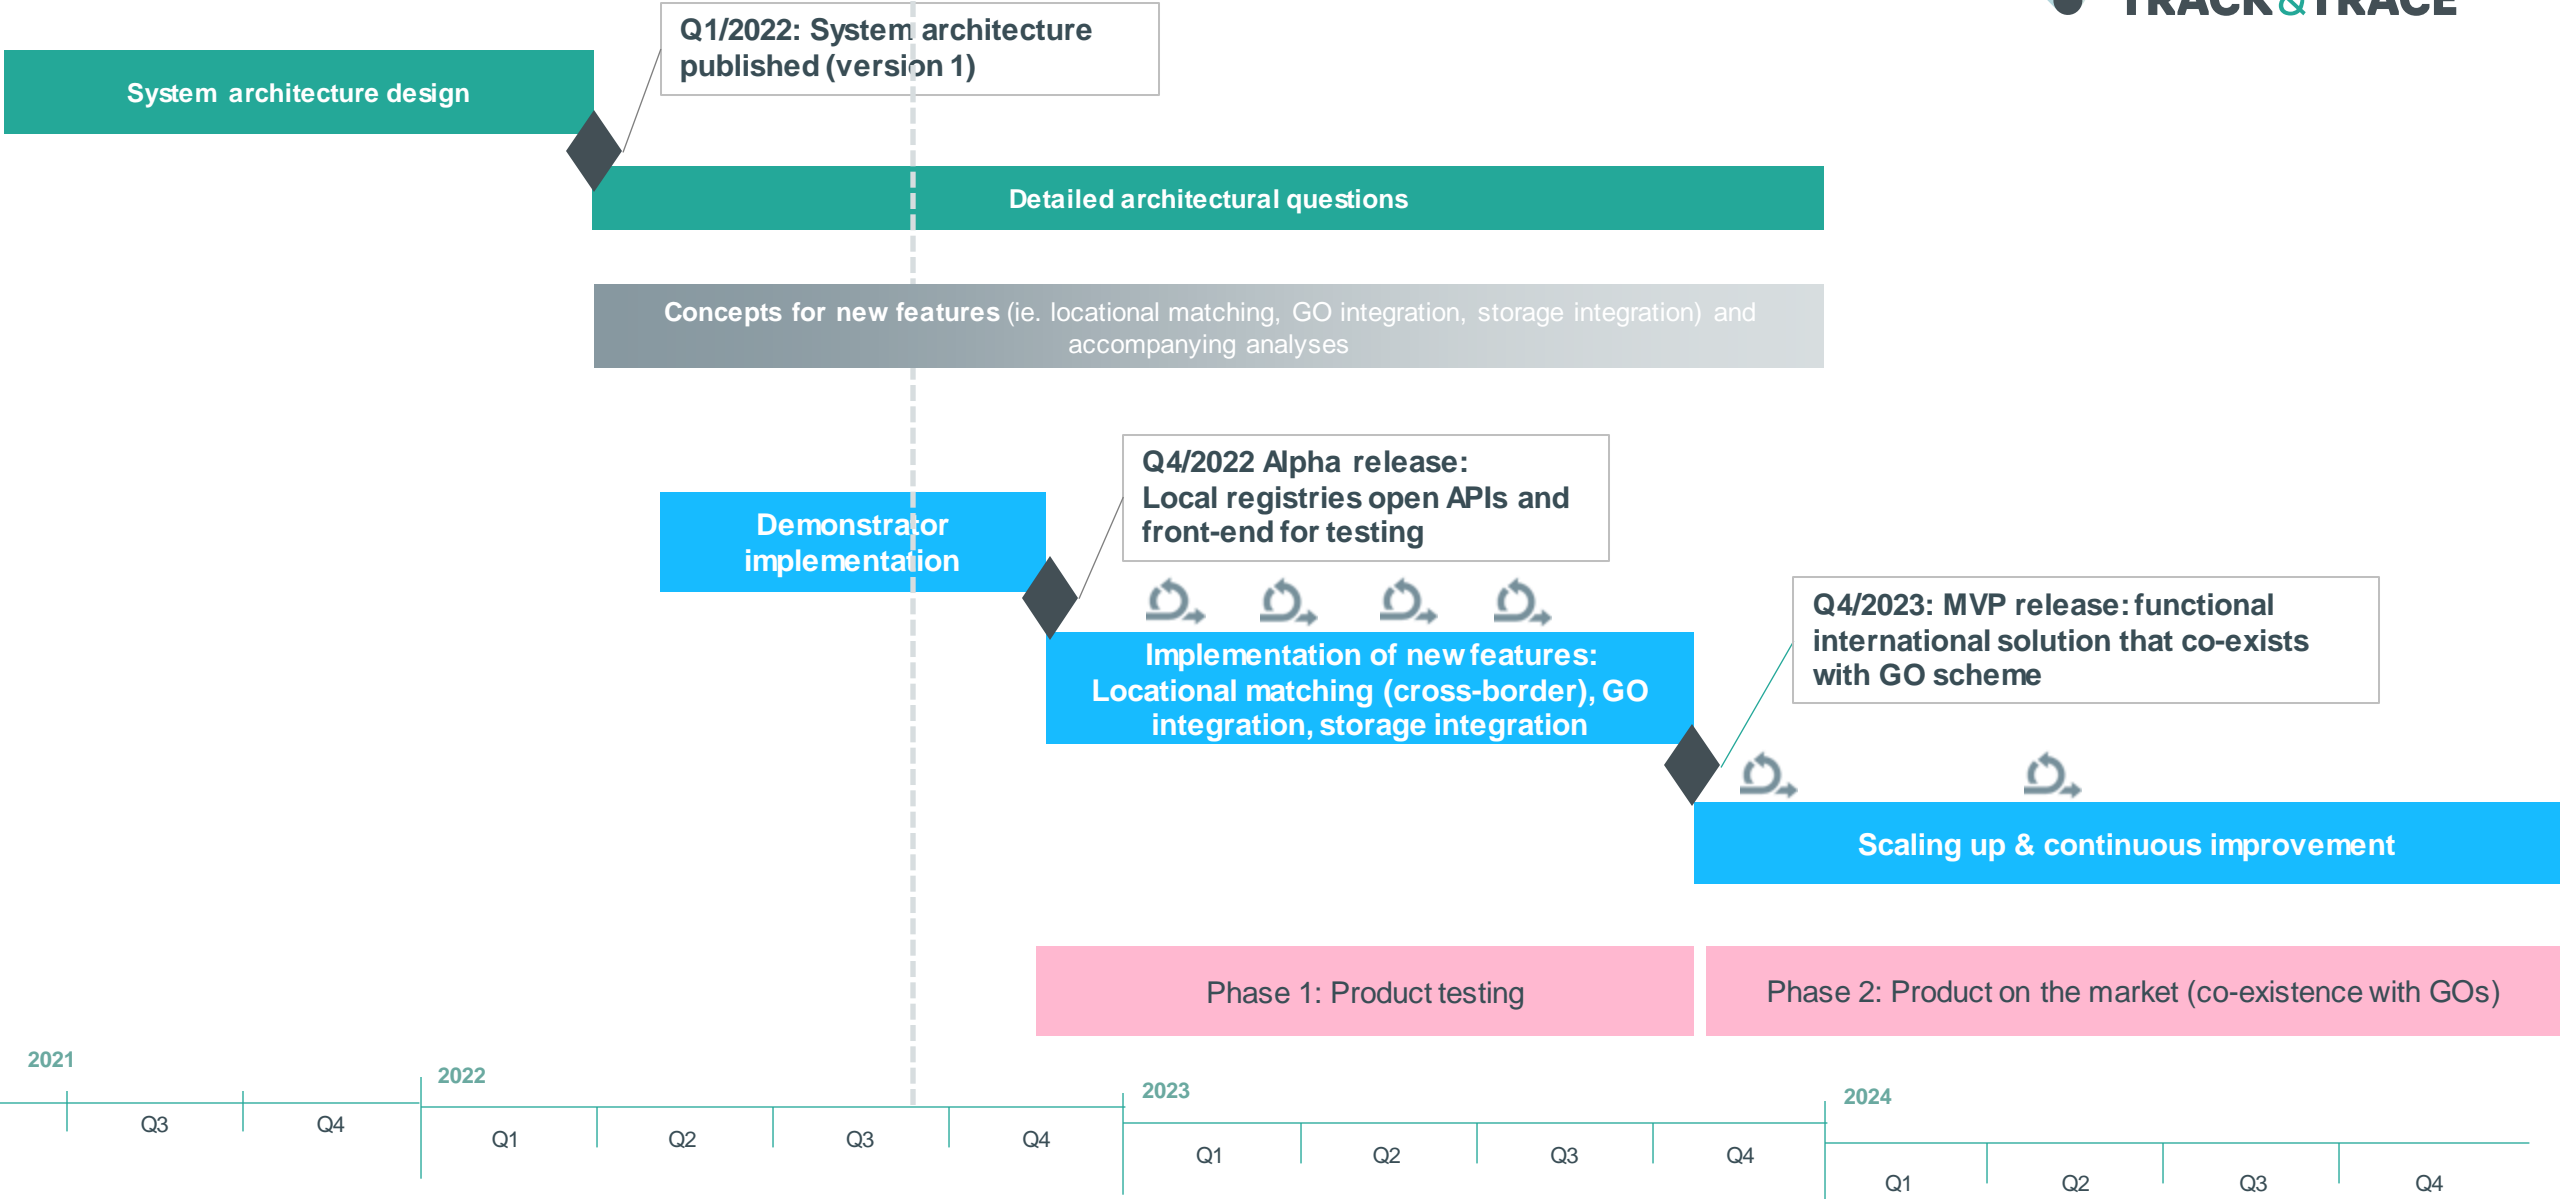 TRACK&TRACE
Q1/2022: System architecture
published (version 1)
System architecture design
Detailed architectural questions
Concepts for new features (ie. locational matching, GO integration, storage integration) and
accompanying analyses
Q4/2022 Alpha release:
Local registries open APIs and
front-end for testing
Demonstrator
implementation
Q4/2023: MVP release: functional
international solution that co-exists
with GO scheme
Implementation of new features:
Locational matching (cross-border), GO
integration, storage integration
Scaling up & continuous improvement
Phase 1: Product testing
Phase 2: Product on the market (co-existence with GOs)
2021
2022
2023
2024
Q3
Q4
Q1
Q2
Q3
Q4
Q1
Q2
Q3
Q4
Q1
Q2
Q3
Q4